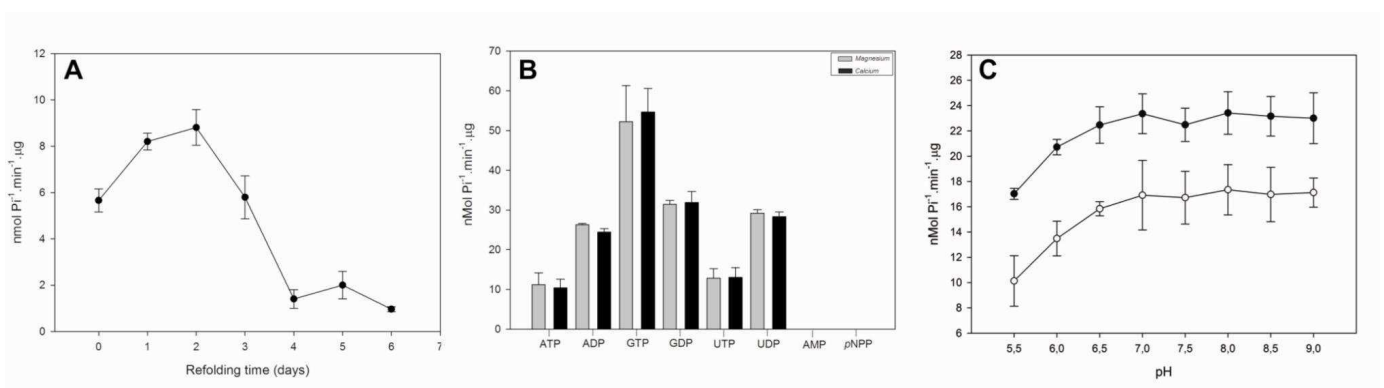 A
nmol Pi⁻¹.min⁻¹.µg
12
10
8
6
4
2
0
0 1 2 3 4 5 6 7
Refolding time (days)
B
nMol Pi⁻¹.min⁻¹.µg
70
60
50
40
30
20
10
0
Magnesium
Calcium
ATP ADP GTP GDP UTP UDP AMP pNPP
C
nMol Pi⁻¹.min⁻¹.µg
28
26
24
22
20
18
16
14
12
10
8
6
5,5 6,0 6,5 7,0 7,5 8,0 8,5 9,0
pH